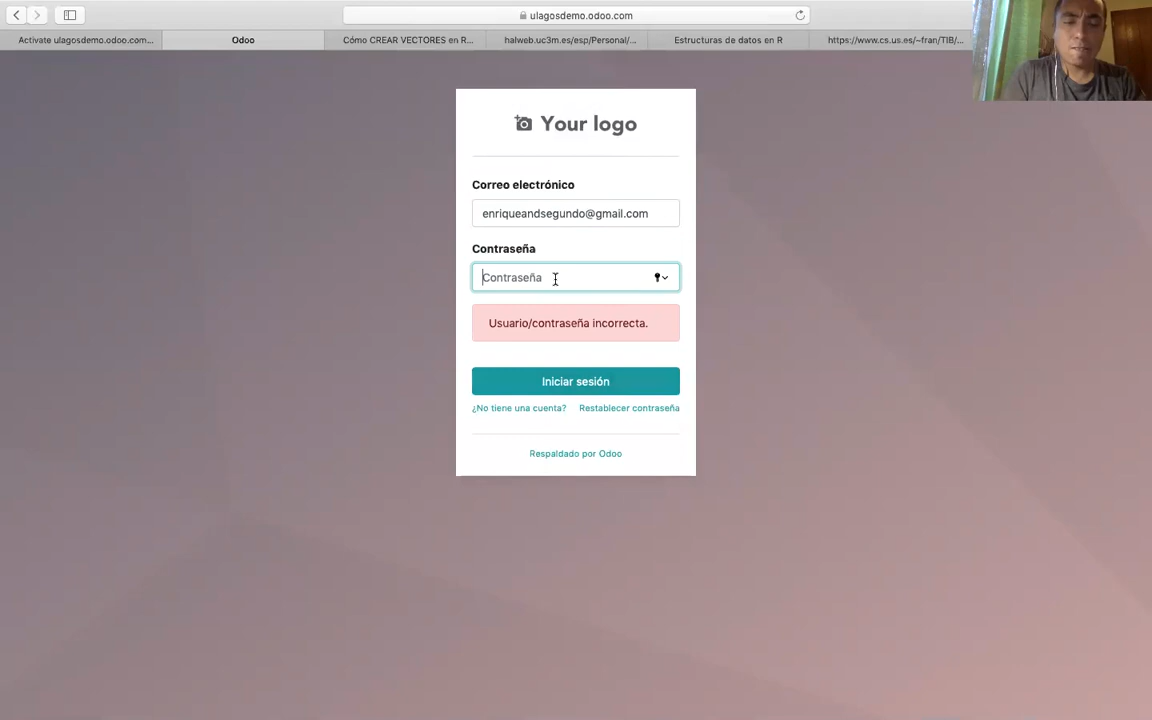 ulagosdemo.odoo.com
Activate ulagosdemo.odoo.com...
Odoo
Cómo CREAR VECTORES en R...
halweb.uc3m.es/esp/Personal/...
Estructuras de datos en R
https://www.cs.us.es/~fran/TIB/...
Your logo
Correo electrónico
enriqueandsegundo@gmail.com
Contraseña
Contraseña
Usuario/contraseña incorrecta.
Iniciar sesión
¿No tiene una cuenta? Restablecer contraseña
Respaldado por Odoo